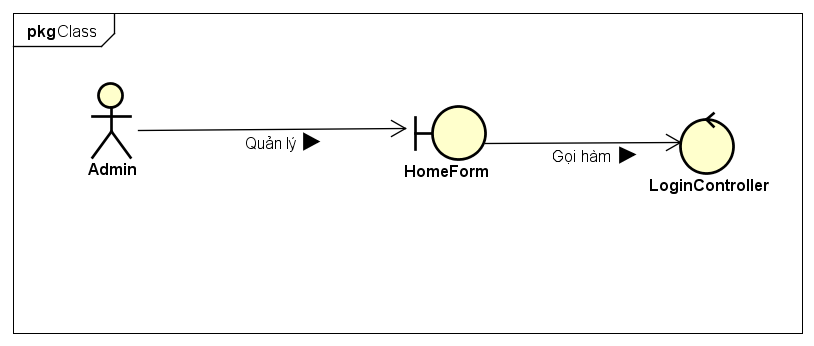 pkgClass
Quản lý
Gọi hàm
Admin
HomeForm
LoginController